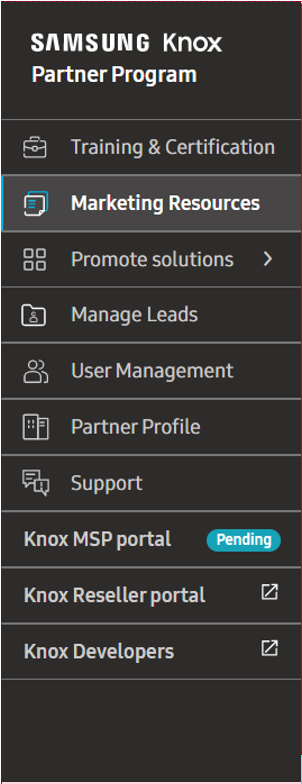 SAMSUNG Knox
Partner Program
Training & Certification
Marketing Resources
Promote solutions
Manage Leads
User Management
Partner Profile
Support
Knox MSP portal Pending
Knox Reseller portal
Knox Developers